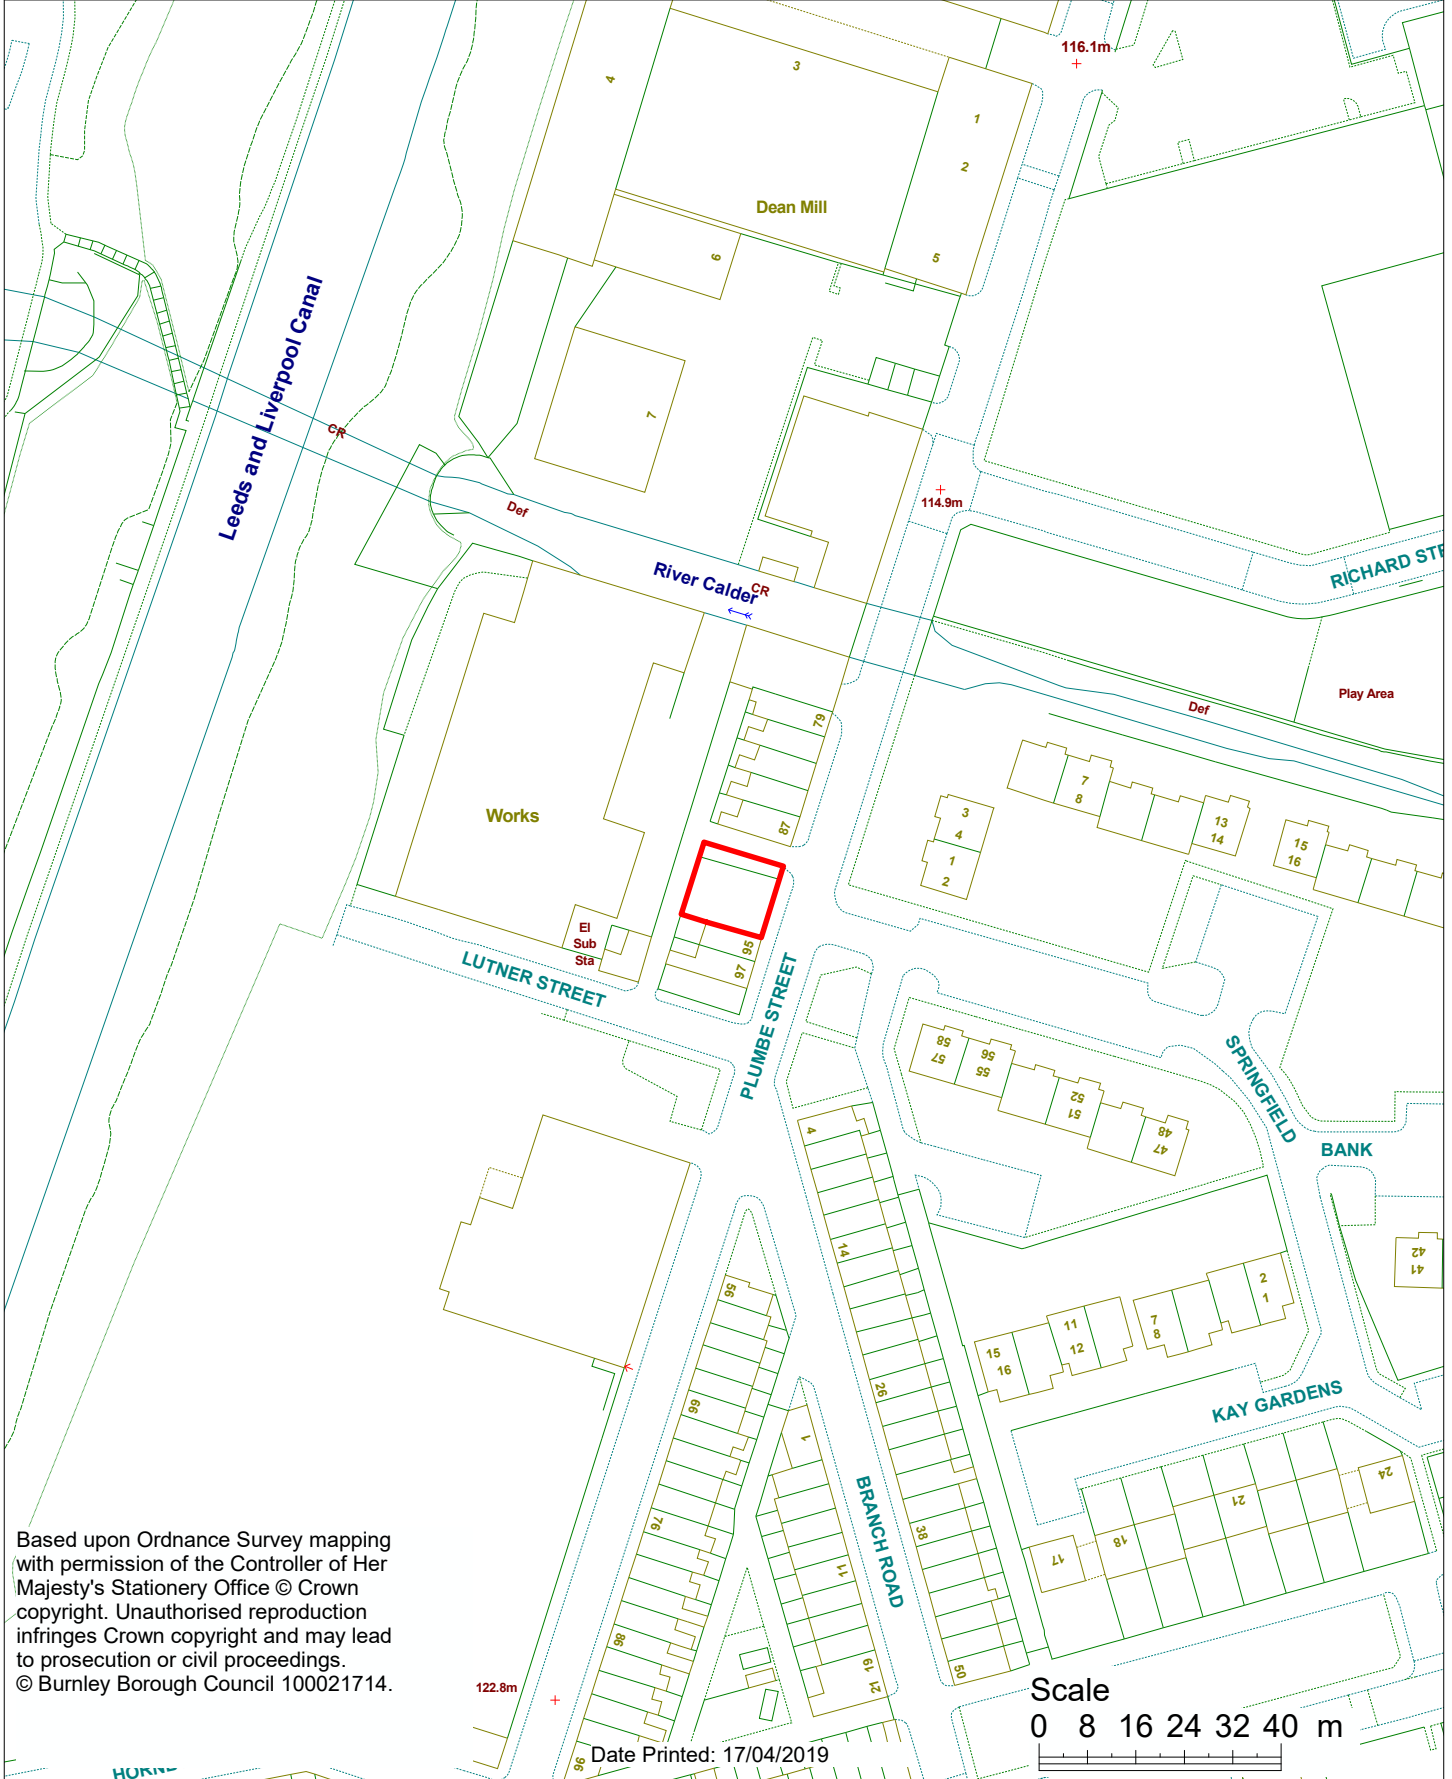 116.1m
4
3
1
2
Dean Mill
5
6
Leeds and Liverpool Canal
7
CR
Def
114.9m
RICHARD STR
River Calder
CR
Play Area
Def
79
87
7
8
3
4
1
2
13
14
15
16
Works
El
Sub
Sta
95
97
LUTNER STREET
PLUMBE STREET
58
57
56
55
52
51
48
47
SPRINGFIELD
BANK
4
14
26
38
50
42
41
2
1
7
8
11
12
15
16
KAY GARDENS
56
66
76
86
96
1
11
19
21
BRANCH ROAD
24
21
18
17
Based upon Ordnance Survey mapping
with permission of the Controller of Her
Majesty's Stationery Office © Crown
copyright. Unauthorised reproduction
infringes Crown copyright and may lead
to prosecution or civil proceedings.
© Burnley Borough Council 100021714.
122.8m
Scale
0 8 16 24 32 40 m
Date Printed: 17/04/2019